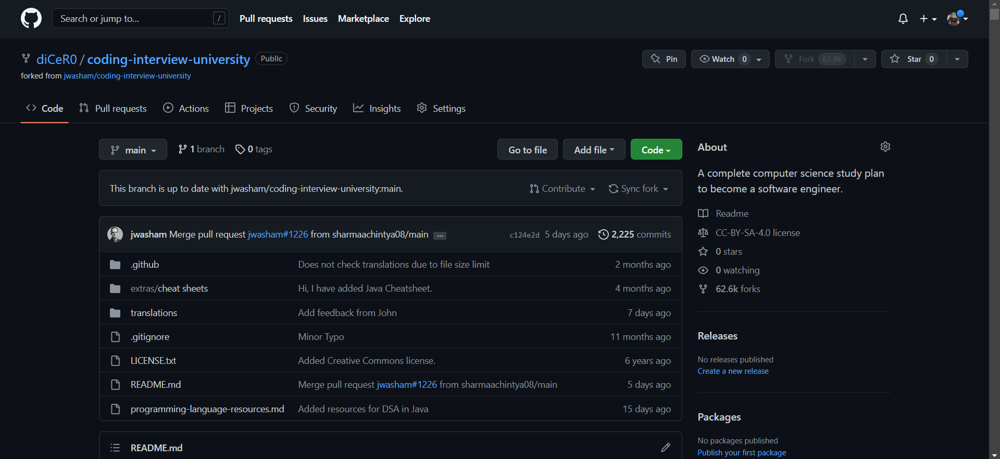 Search or jump to... /
Pull requests Issues Marketplace Explore
diCeR0 / coding-interview-university Public
Pin Watch 0 Fork 62.6k Star 0
forked from jwasham/coding-interview-university
Code Pull requests Actions Projects Security Insights Settings
main 1 branch 0 tags Go to file Add file Code
This branch is up to date with jwasham/coding-interview-university:main. Contribute Sync fork
jwasham Merge pull request jwasham#1226 from sharmaachintya08/main ... c124e2d 5 days ago 2,225 commits
.github Does not check translations due to file size limit 2 months ago
extras/cheat sheets Hi, I have added Java Cheatsheet. 4 months ago
translations Add feedback from John 7 days ago
.gitignore Minor Typo 11 months ago
LICENSE.txt Added Creative Commons license. 6 years ago
README.md Merge pull request jwasham#1226 from sharmaachintya08/main 5 days ago
programming-language-resources.md Added resources for DSA in Java 15 days ago
README.md
About
A complete computer science study plan
to become a software engineer.
Readme
CC-BY-SA-4.0 license
0 stars
0 watching
62.6k forks
Releases
No releases published
Create a new release
Packages
No packages published
Publish your first package